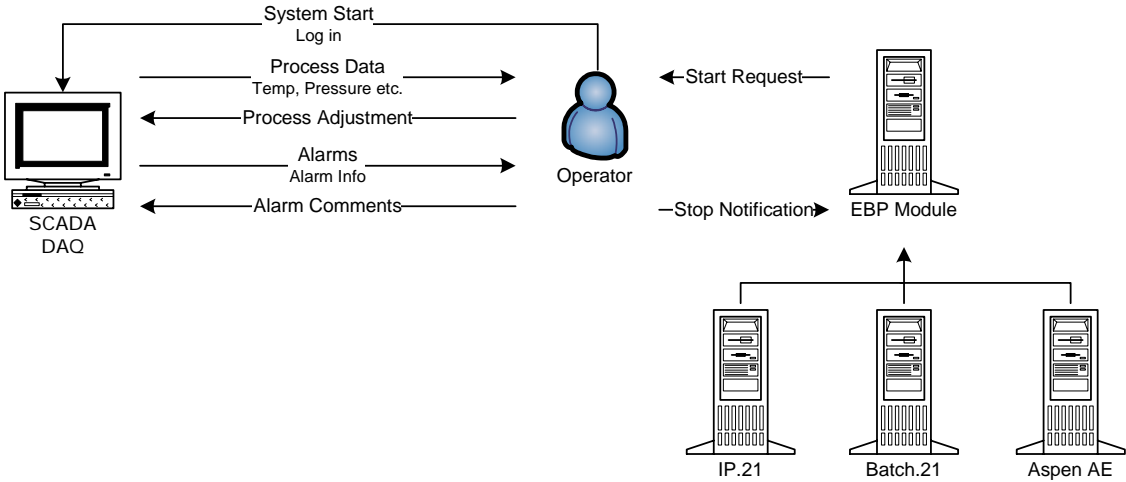 System Start
Log in
Process Data
Temp, Pressure etc.
Process Adjustment
Alarms
Alarm Info
Alarm Comments
SCADA
DAQ
Operator
Start Request
Stop Notification
EBP Module
IP.21
Batch.21
Aspen AE